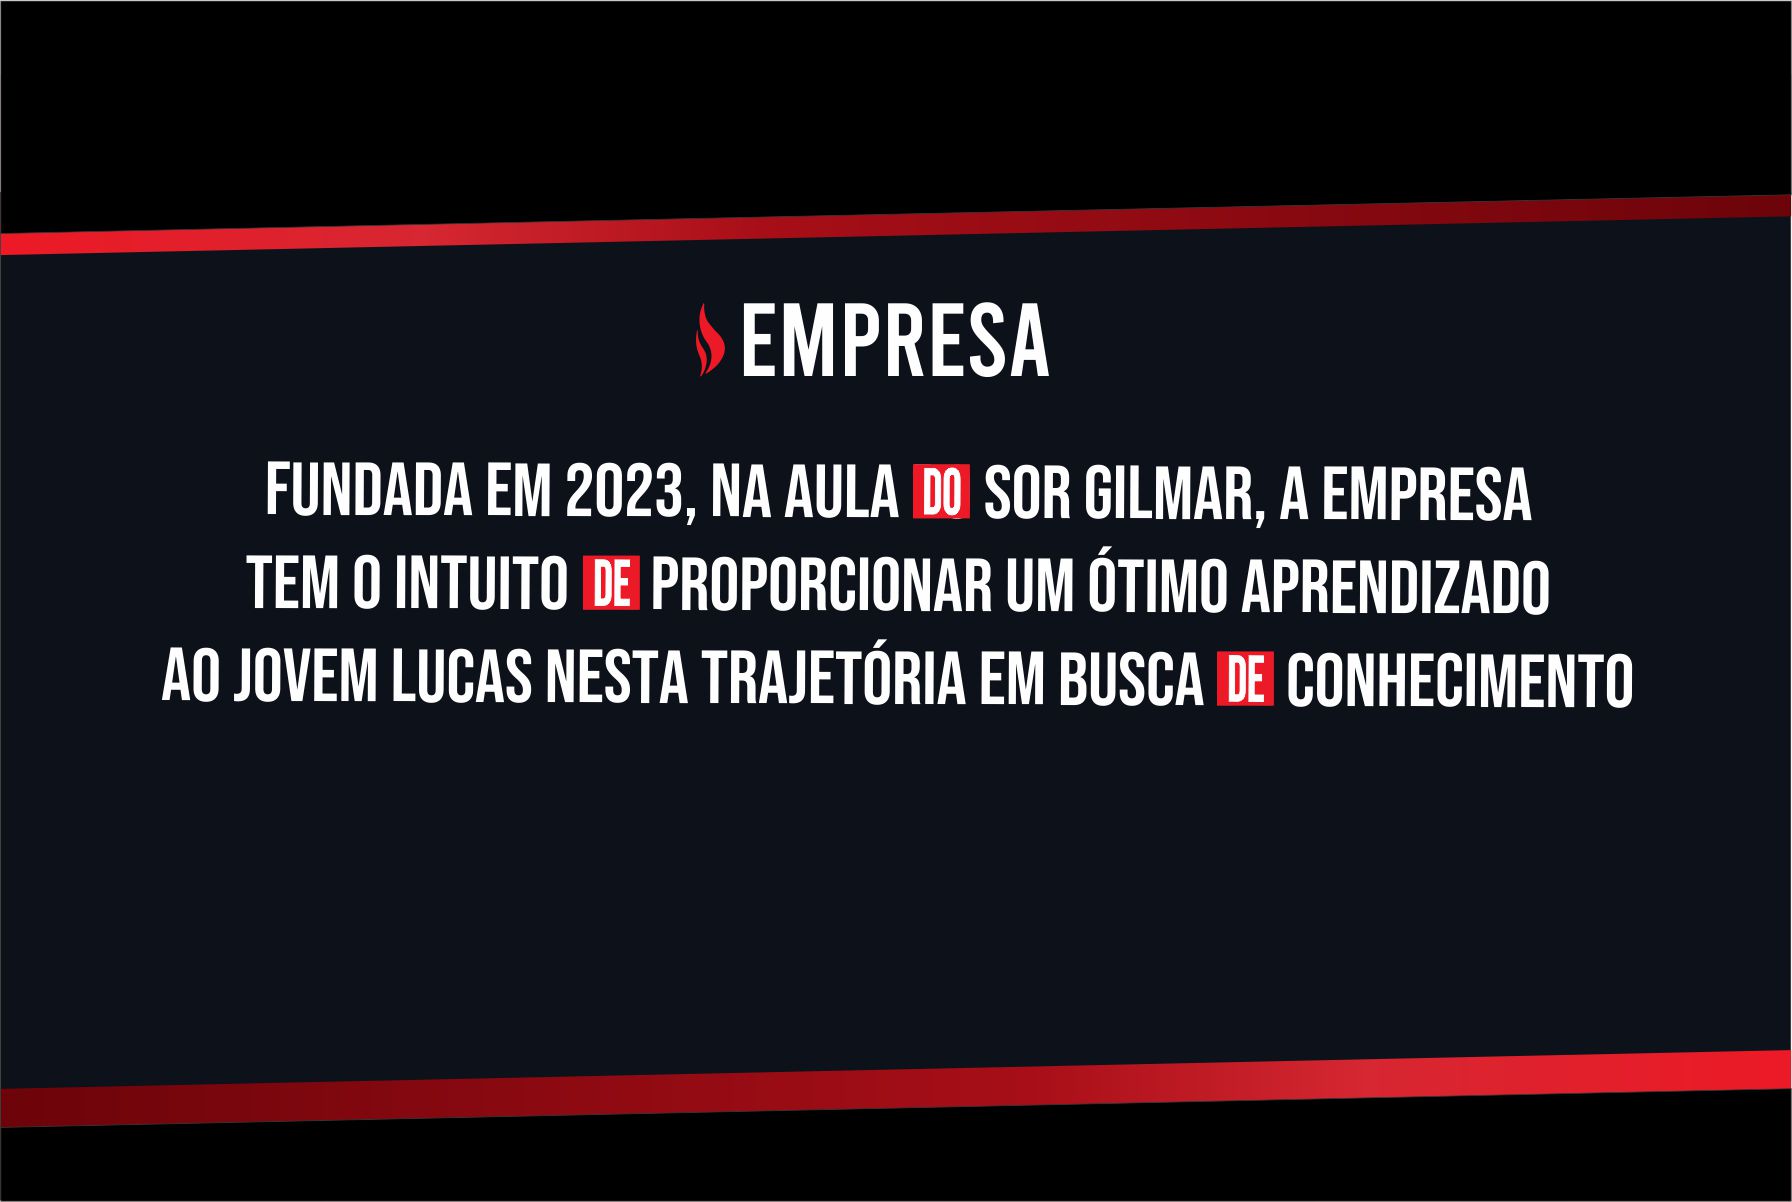 EMPRESA
FUNDADA EM 2023, NA AULA DO SOR GILMAR, A EMPRESA
TEM O INTUITO DE PROPORCIONAR UM ÓTIMO APRENDIZADO
AO JOVEM LUCAS NESTA TRAJETÓRIA EM BUSCA DE CONHECIMENTO